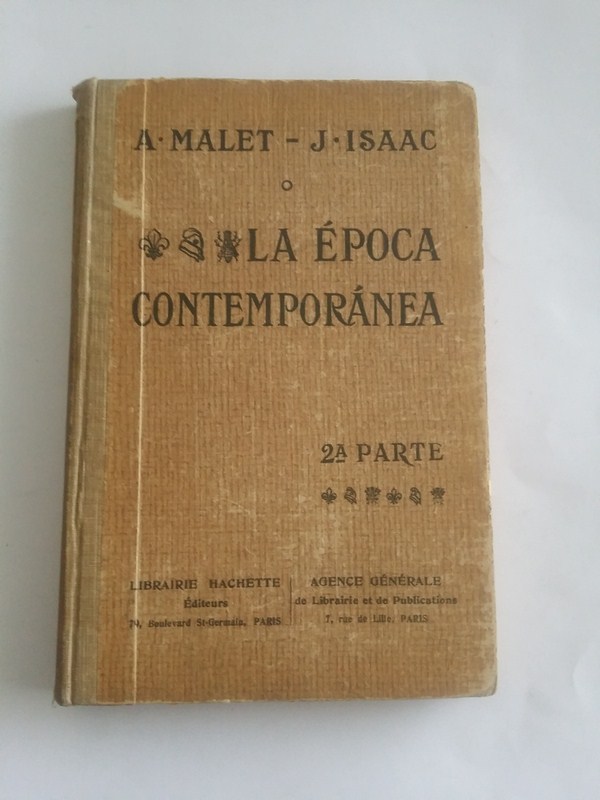 A·MALET - J·ISAAC
LA ÉPOCA
CONTEMPORÁNEA
2ª PARTE
LIBRAIRIE HACHETTE
Éditeurs
79, Boulevard St-Germain, PARIS
AGENCE GÉNÉRALE
de Librairie et de Publications
7, rue de Lille, PARIS